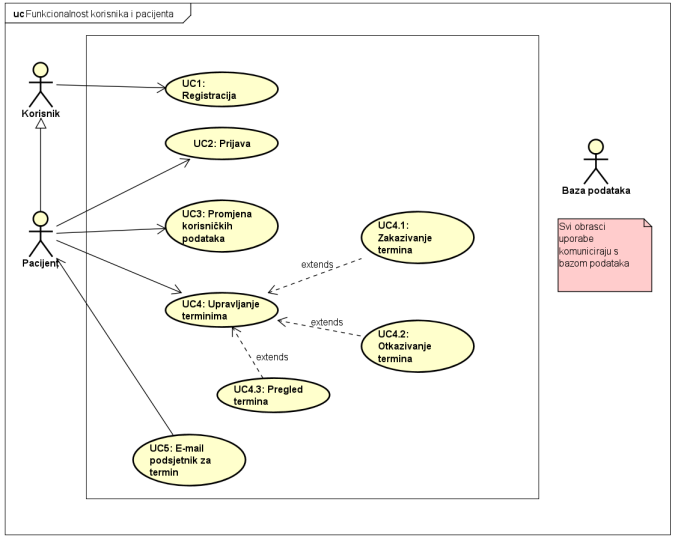 uc Funkcionalnost korisnika i pacijenta
Korisnik
UC1:
Registracija
UC2: Prijava
Baza podataka
UC3: Promjena
korisničkih
podataka
UC4.1:
Zakazivanje
termina
Svi obrasci
uporabe
komuniciraju s
bazom podataka
Pacijent
extends
UC4: Upravljanje
terminima
extends
UC4.2:
Otkazivanje
termina
extends
UC4.3: Pregled
termina
UC5: E-mail
podsjetnik za
termin